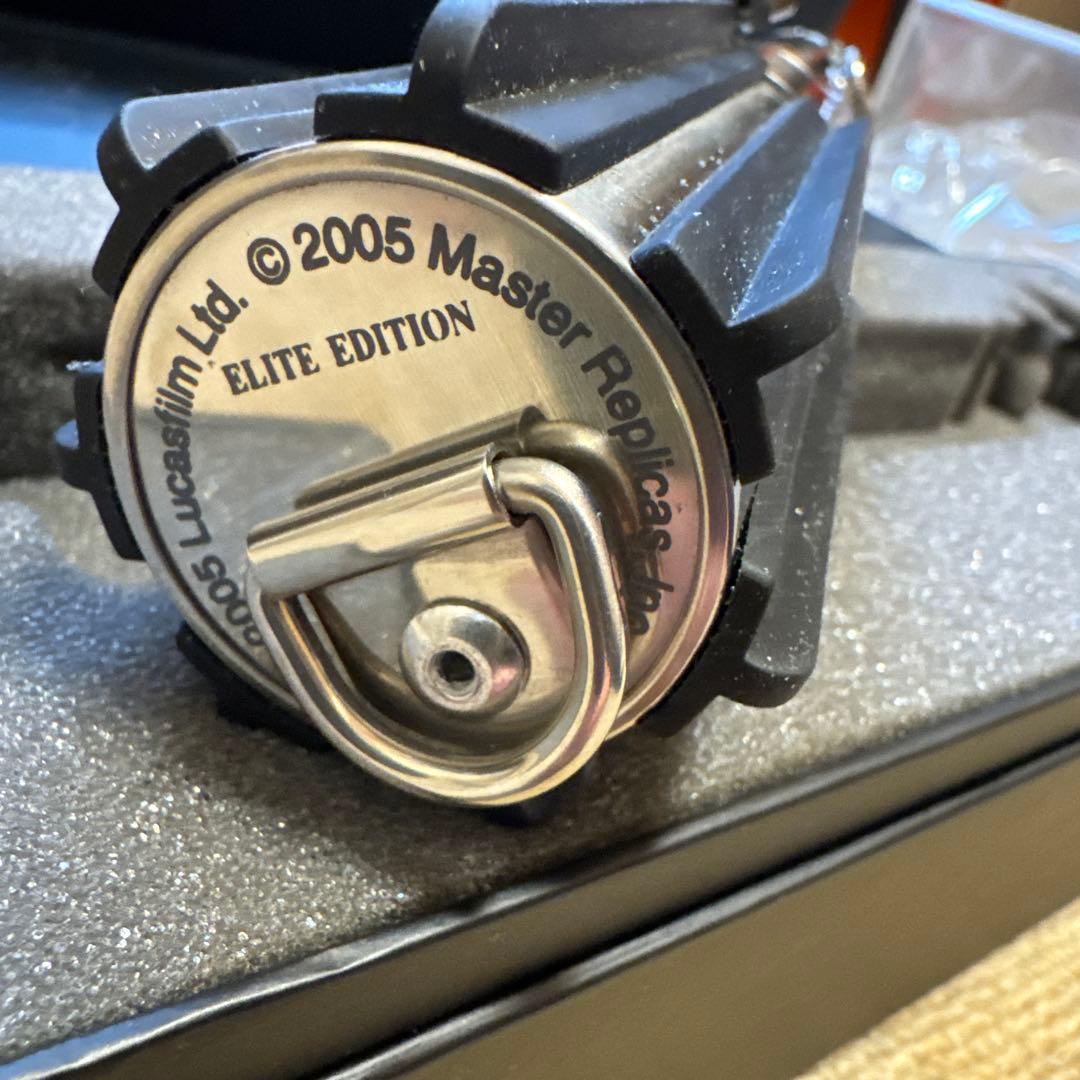 2005 Lucasfilm Ltd. © 2005 Master Replicas Inc
ELITE EDITION